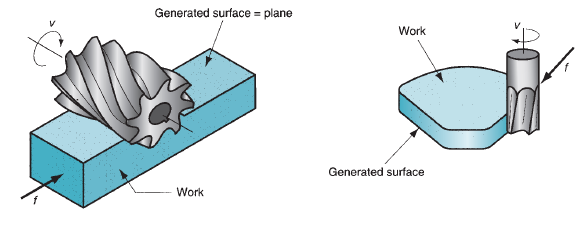 Generated surface = plane
v
f
Work
Work
v
f
Generated surface